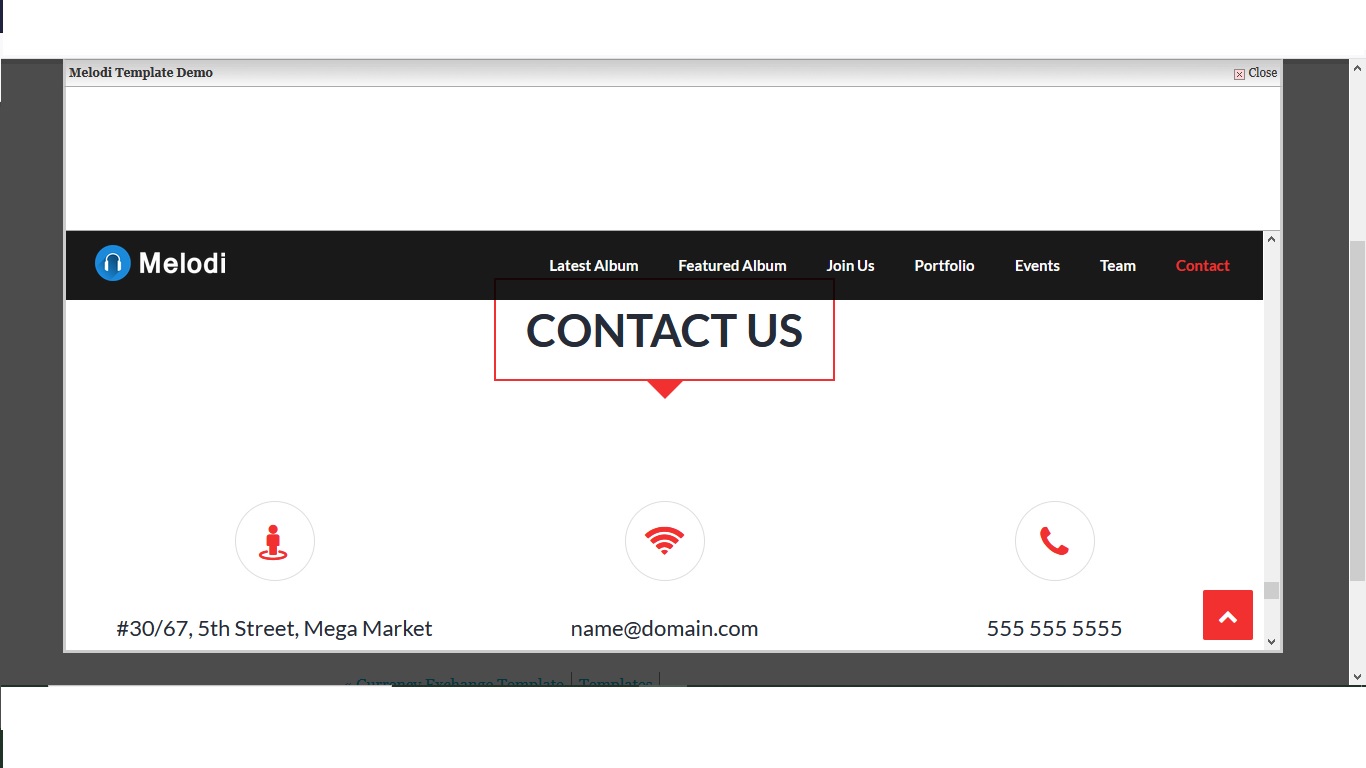 Melodi Template Demo
Close
Melodi
Latest Album Featured Album Join Us Portfolio Events Team Contact
CONTACT US
#30/67, 5th Street, Mega Market
name@domain.com
555 555 5555
« Currency Exchange Template Templates